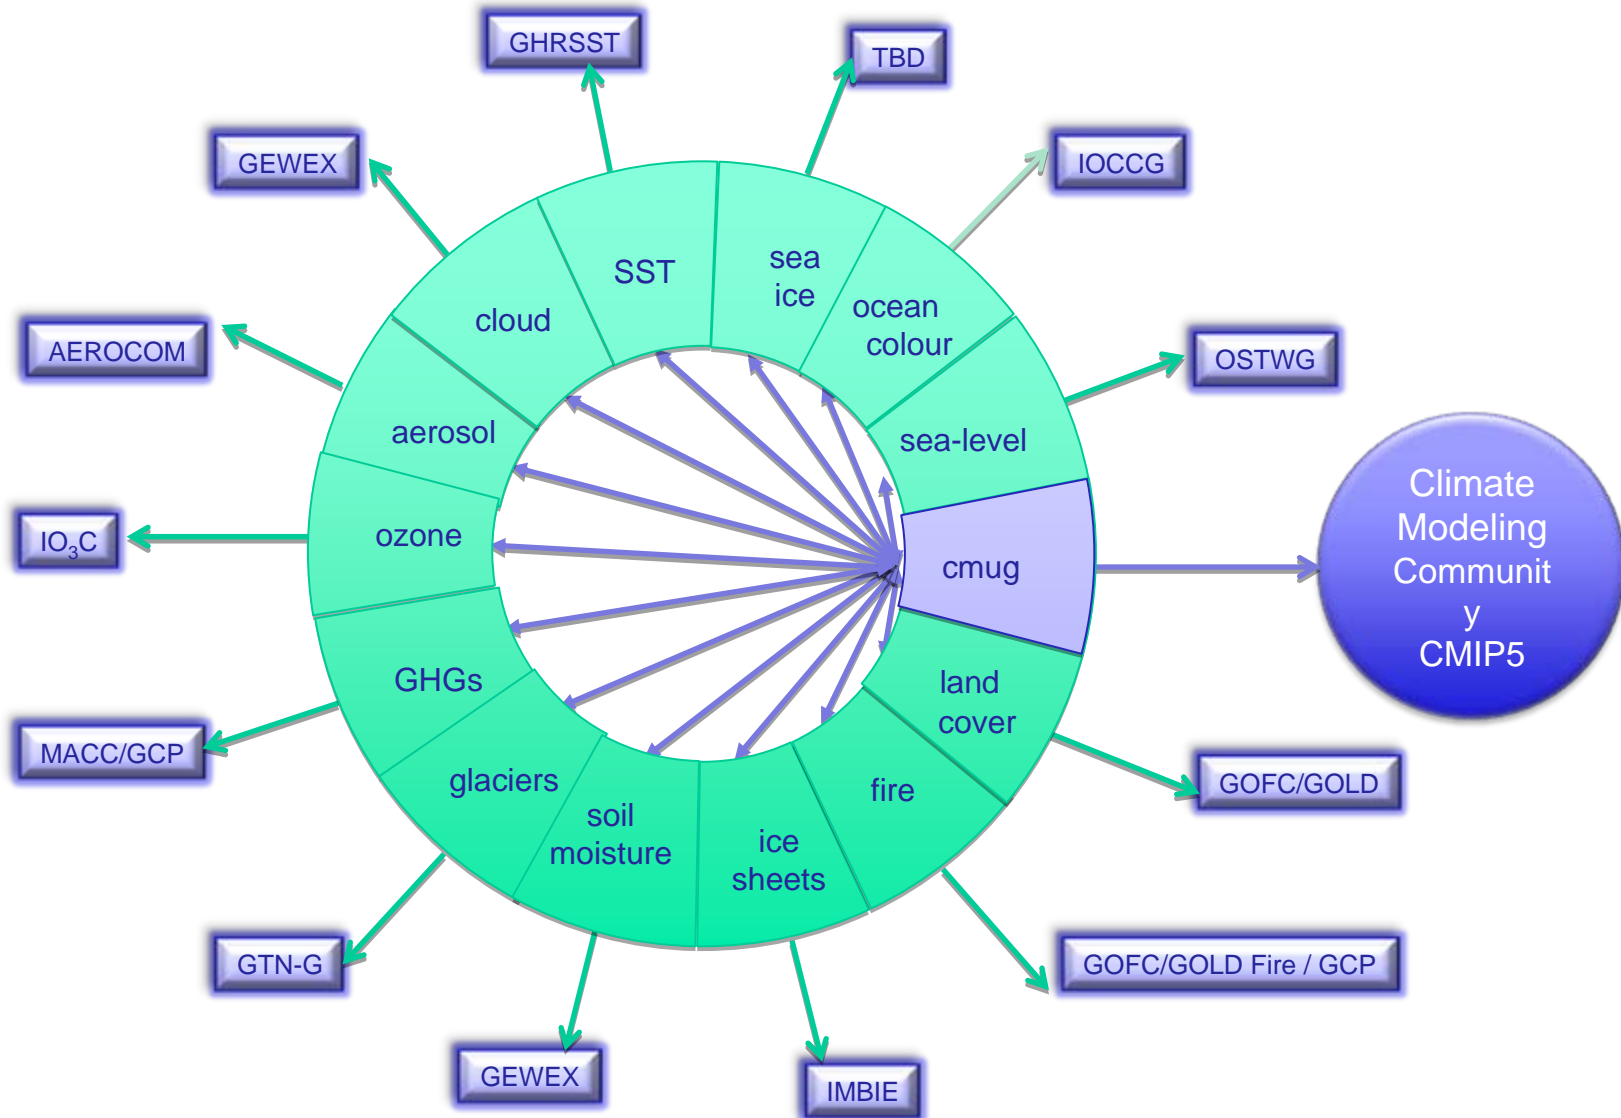 GHRSST
TBD
GEWEX
IOCCG
SST
sea
ice
cloud
ocean
colour
AEROCOM
OSTWG
aerosol
sea-level
IO₃C
ozone
cmug
Climate
Modeling
Communit
y
CMIP5
GHGs
land
cover
MACC/GCP
glaciers
fire
GOFC/GOLD
soil
moisture
ice
sheets
GTN-G
GOFC/GOLD Fire / GCP
GEWEX
IMBIE